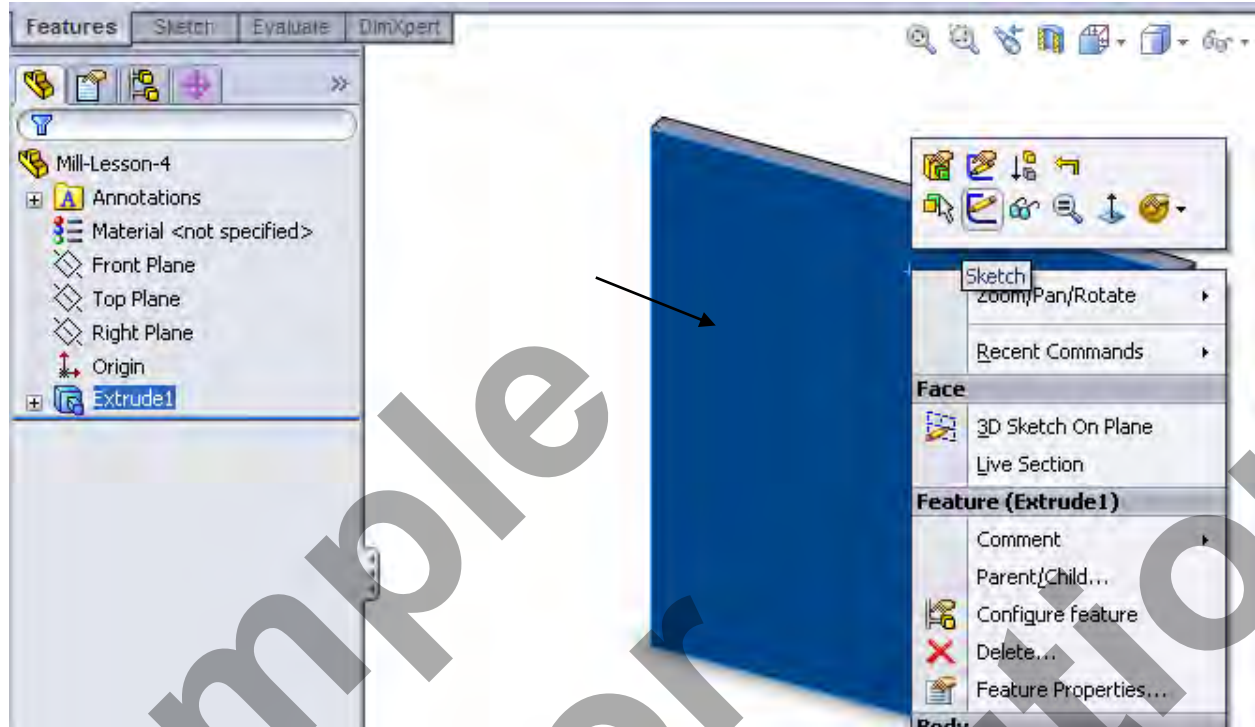 Features Sketch Evaluate DimXpert
Mill-Lesson-4
Annotations
Material <not specified>
Front Plane
Top Plane
Right Plane
Origin
Extrude1
Sketch
Zoom/Pan/Rotate
Recent Commands
Face
3D Sketch On Plane
Live Section
Feature (Extrude1)
Comment
Parent/Child...
Configure feature
Delete...
Feature Properties...
Body